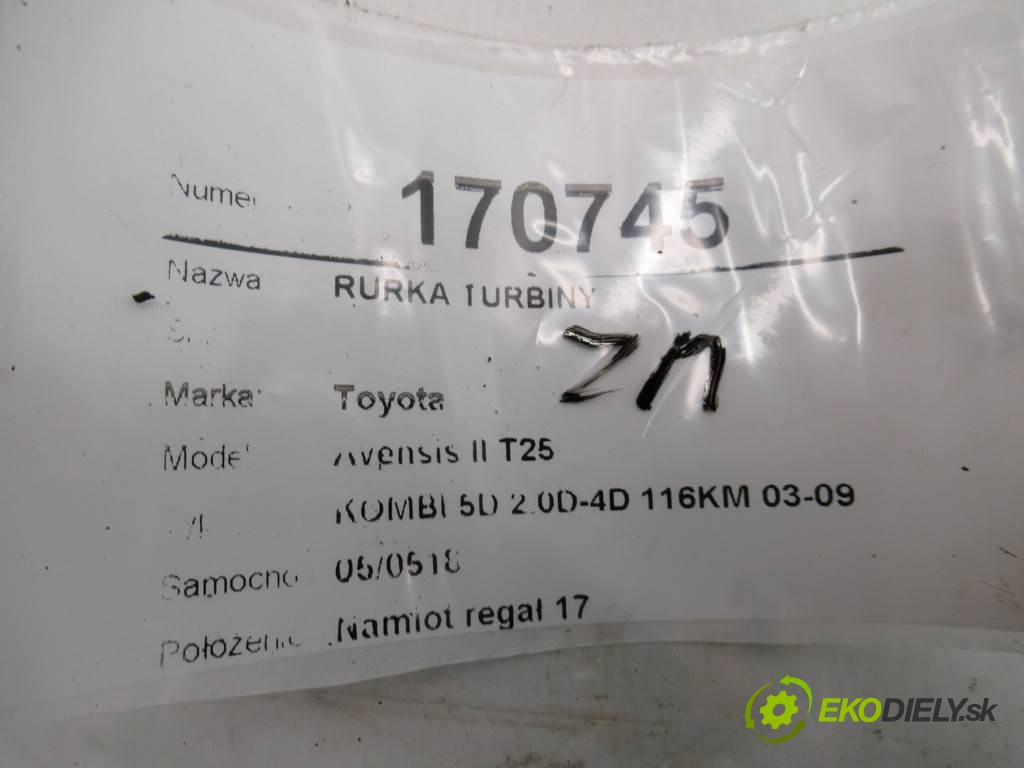 Numer 170745
Nazwa RURKA TURBINY
ZM
Marka: Toyota
Model Avensis II T25
KOMBI 5D 2.0D-4D 116KM 03-09
Samocho 05/0518
Położenie Namiot regał 17
EKODIELY.sk